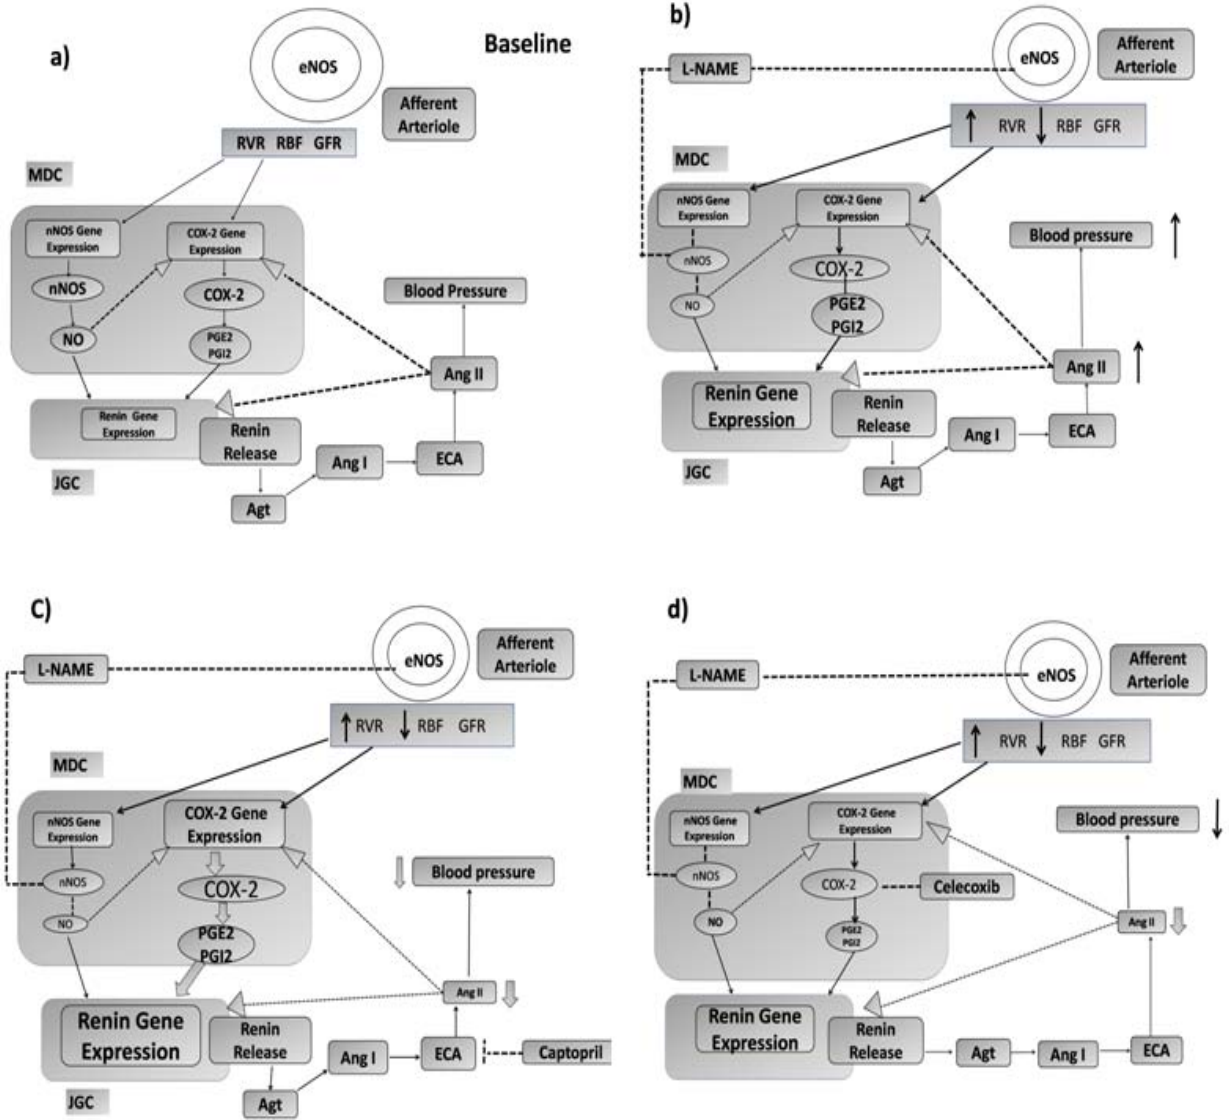 a)
Baseline
eNOS
Afferent
Arteriole
RVR RBF GFR
MDC
nNOS Gene
Expression
COX-2 Gene
Expression
nNOS
COX-2
NO
PGE2
PGI2
Blood Pressure
Ang II
Renin Gene
Expression
Renin
Release
Ang I
ECA
JGC
Agt
b)
L-NAME
eNOS
Afferent
Arteriole
↑ RVR ↓ RBF GFR
MDC
nNOS Gene
Expression
COX-2 Gene
Expression
nNOS
COX-2
NO
PGE2
PGI2
Blood pressure ↑
Ang II ↑
Renin Gene
Expression
Renin
Release
Ang I
ECA
JGC
Agt
C)
L-NAME
eNOS
Afferent
Arteriole
↑ RVR ↓ RBF GFR
MDC
nNOS Gene
Expression
COX-2 Gene
Expression
nNOS
COX-2
NO
PGE2
PGI2
Blood pressure
Ang II
Renin Gene
Expression
Renin
Release
Ang I
ECA
Captopril
JGC
Agt
d)
L-NAME
eNOS
Afferent
Arteriole
↑ RVR ↓ RBF GFR
MDC
nNOS Gene
Expression
COX-2 Gene
Expression
nNOS
COX-2
Celecoxib
NO
PGE2
PGI2
Blood pressure ↓
Ang II
Renin Gene
Expression
Renin
Release
Agt
Ang I
ECA